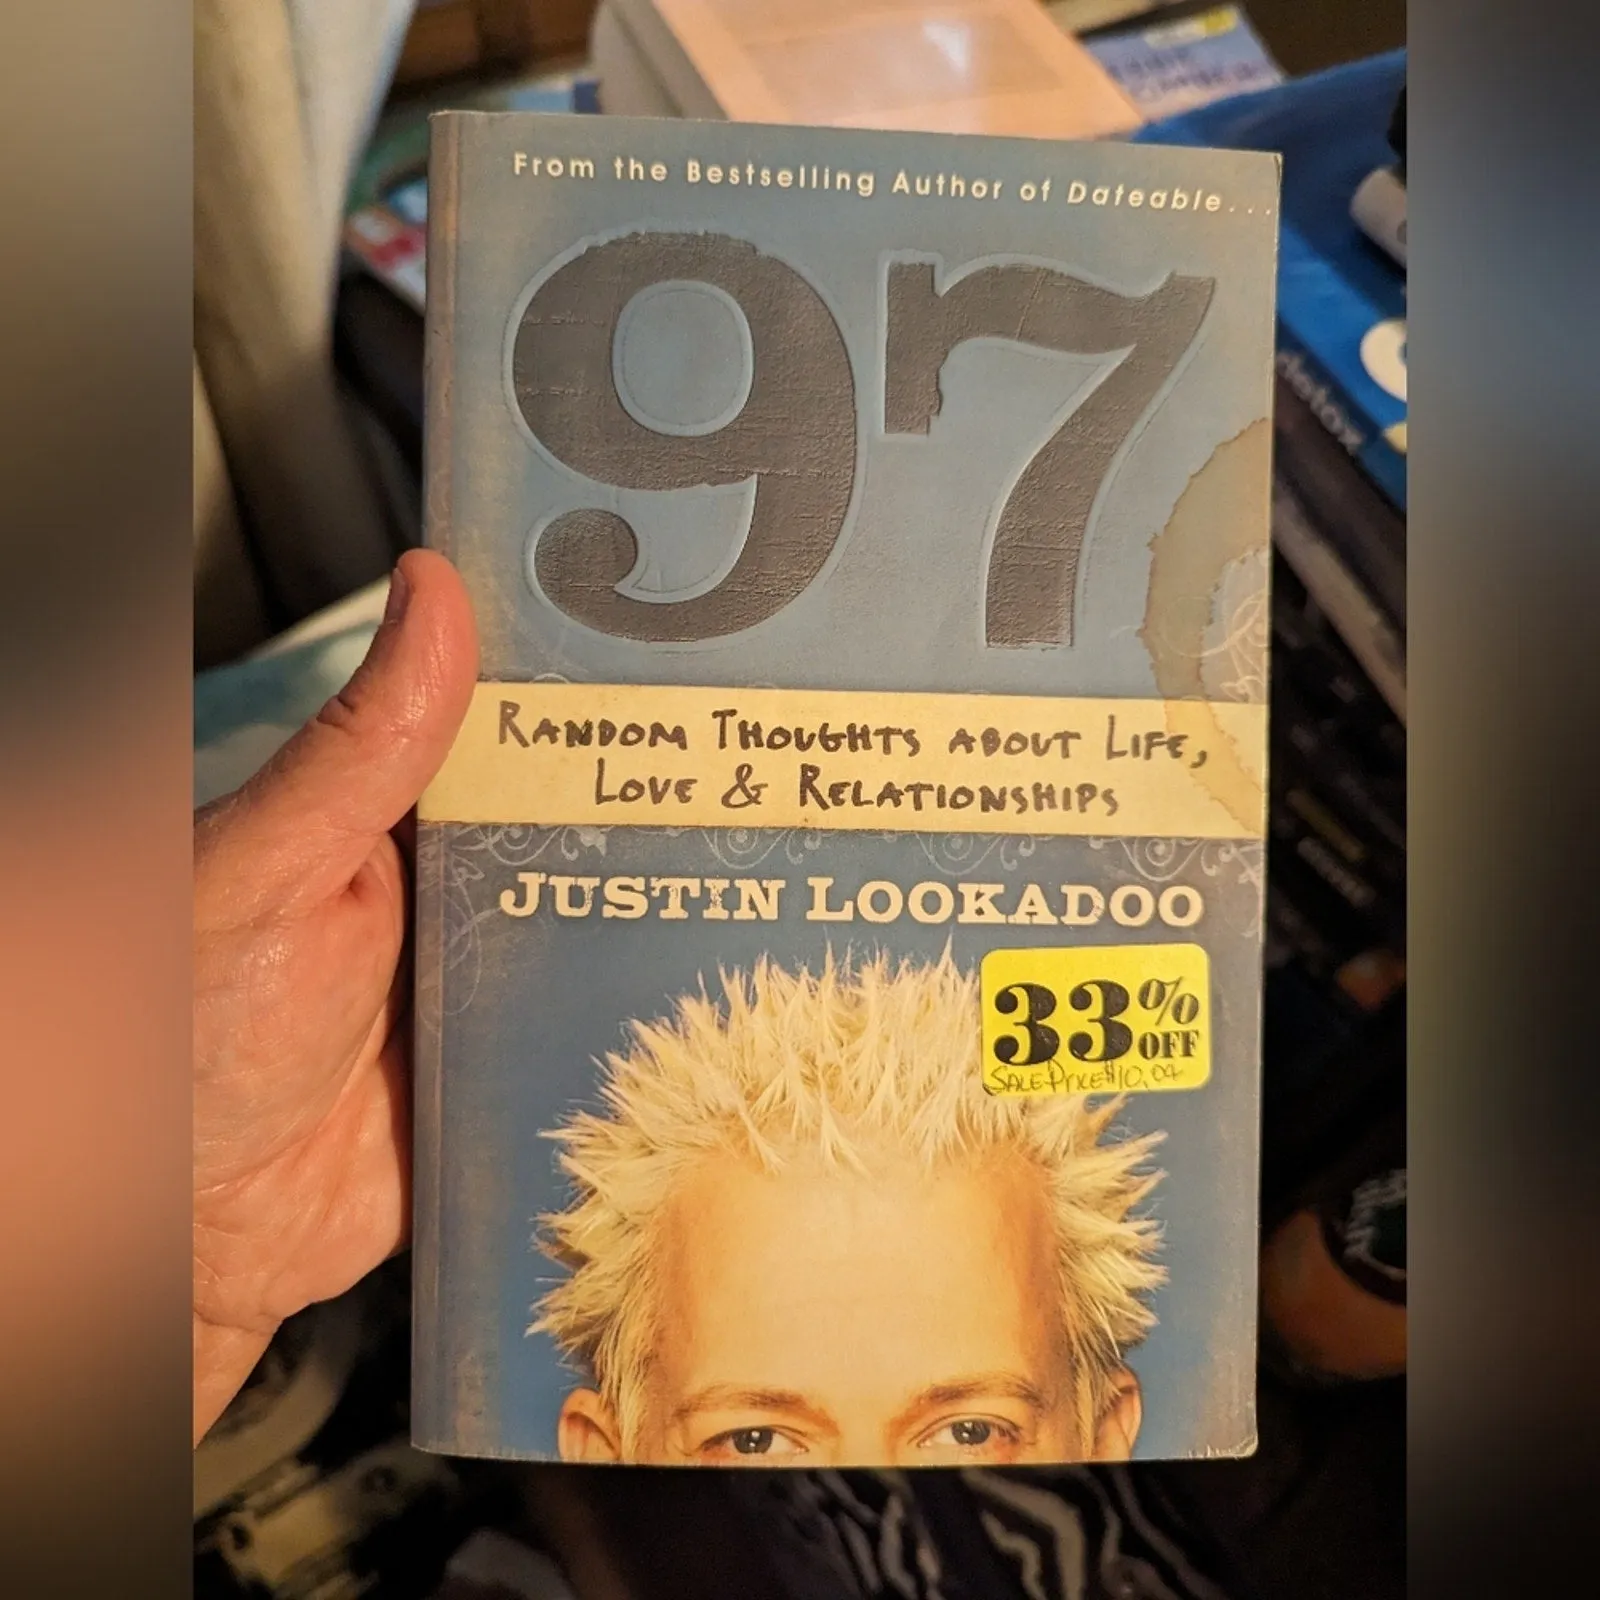 From the Bestselling Author of Dateable...
97
RANDOM THOUGHTS ABOUT LIFE,
LOVE & RELATIONSHIPS
JUSTIN LOOKADOO
33% OFF
SALE PRICE $10.04
detox